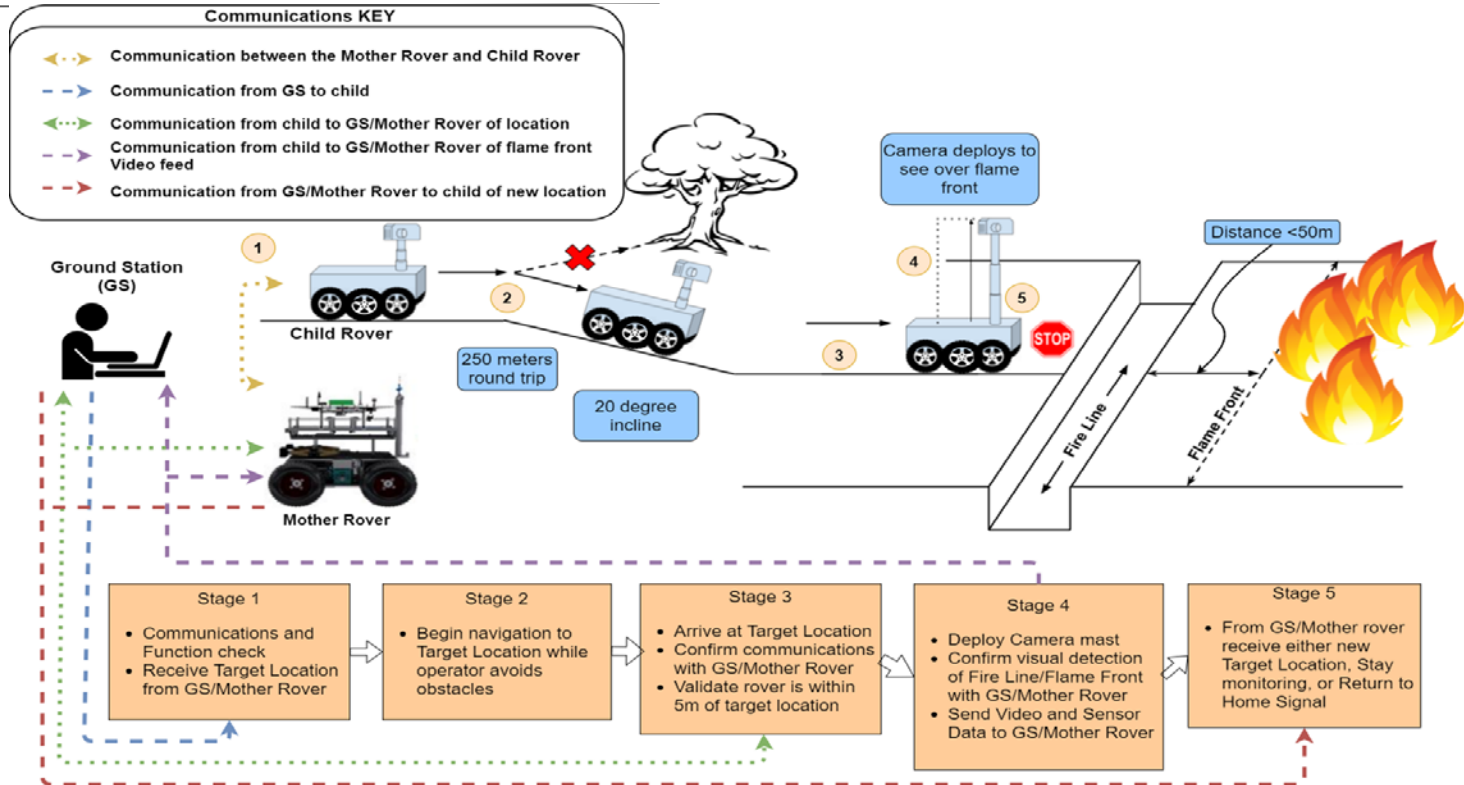 Communications KEY
Communication between the Mother Rover and Child Rover
Communication from GS to child
Communication from child to GS/Mother Rover of location
Communication from child to GS/Mother Rover of flame front
Video feed
Communication from GS/Mother Rover to child of new location
Ground Station
(GS)
1
Child Rover
2
250 meters
round trip
20 degree
incline
Mother Rover
3
Camera deploys to
see over flame
front
4
5
STOP
Distance <50m
Fire Line
Flame Front
Stage 1
• Communications and
Function check
• Receive Target Location
from GS/Mother Rover
Stage 2
• Begin navigation to
Target Location while
operator avoids
obstacles
Stage 3
• Arrive at Target Location
• Confirm communications
with GS/Mother Rover
• Validate rover is within
5m of target location
Stage 4
• Deploy Camera mast
• Confirm visual detection
of Fire Line/Flame Front
with GS/Mother Rover
• Send Video and Sensor
Data to GS/Mother Rover
Stage 5
• From GS/Mother rover
receive either new
Target Location, Stay
monitoring, or Return to
Home Signal